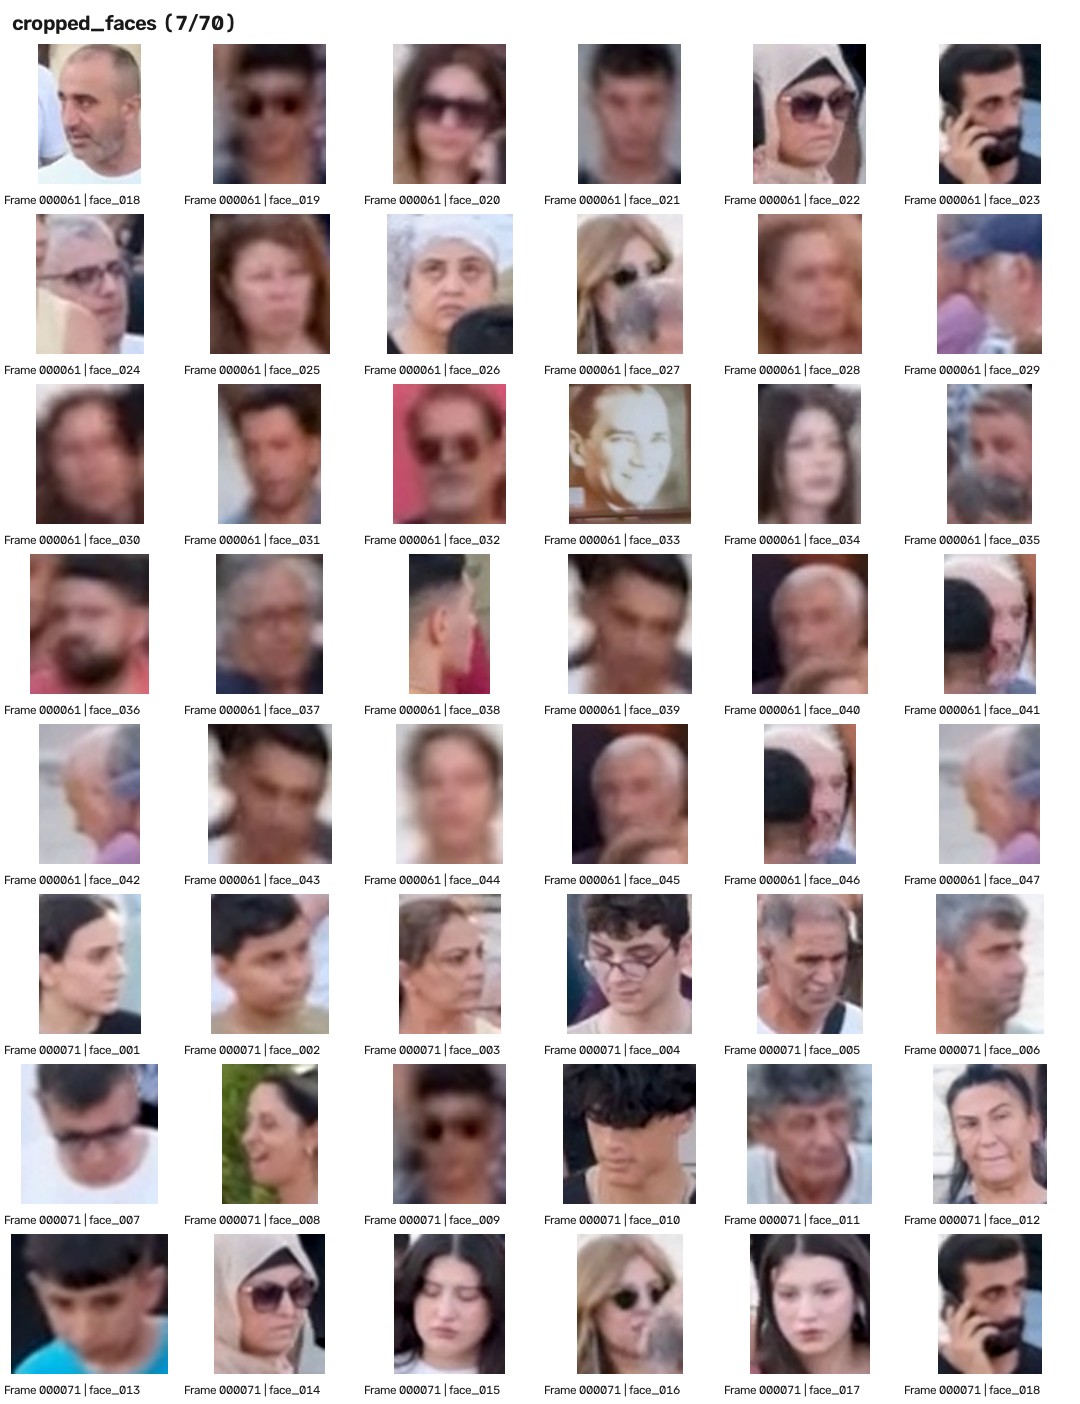 cropped_faces (7/70)
Frame 000061 | face_018
Frame 000061 | face_019
Frame 000061 | face_020
Frame 000061 | face_021
Frame 000061 | face_022
Frame 000061 | face_023
Frame 000061 | face_024
Frame 000061 | face_025
Frame 000061 | face_026
Frame 000061 | face_027
Frame 000061 | face_028
Frame 000061 | face_029
Frame 000061 | face_030
Frame 000061 | face_031
Frame 000061 | face_032
Frame 000061 | face_033
Frame 000061 | face_034
Frame 000061 | face_035
Frame 000061 | face_036
Frame 000061 | face_037
Frame 000061 | face_038
Frame 000061 | face_039
Frame 000061 | face_040
Frame 000061 | face_041
Frame 000061 | face_042
Frame 000061 | face_043
Frame 000061 | face_044
Frame 000061 | face_045
Frame 000061 | face_046
Frame 000061 | face_047
Frame 000071 | face_001
Frame 000071 | face_002
Frame 000071 | face_003
Frame 000071 | face_004
Frame 000071 | face_005
Frame 000071 | face_006
Frame 000071 | face_007
Frame 000071 | face_008
Frame 000071 | face_009
Frame 000071 | face_010
Frame 000071 | face_011
Frame 000071 | face_012
Frame 000071 | face_013
Frame 000071 | face_014
Frame 000071 | face_015
Frame 000071 | face_016
Frame 000071 | face_017
Frame 000071 | face_018